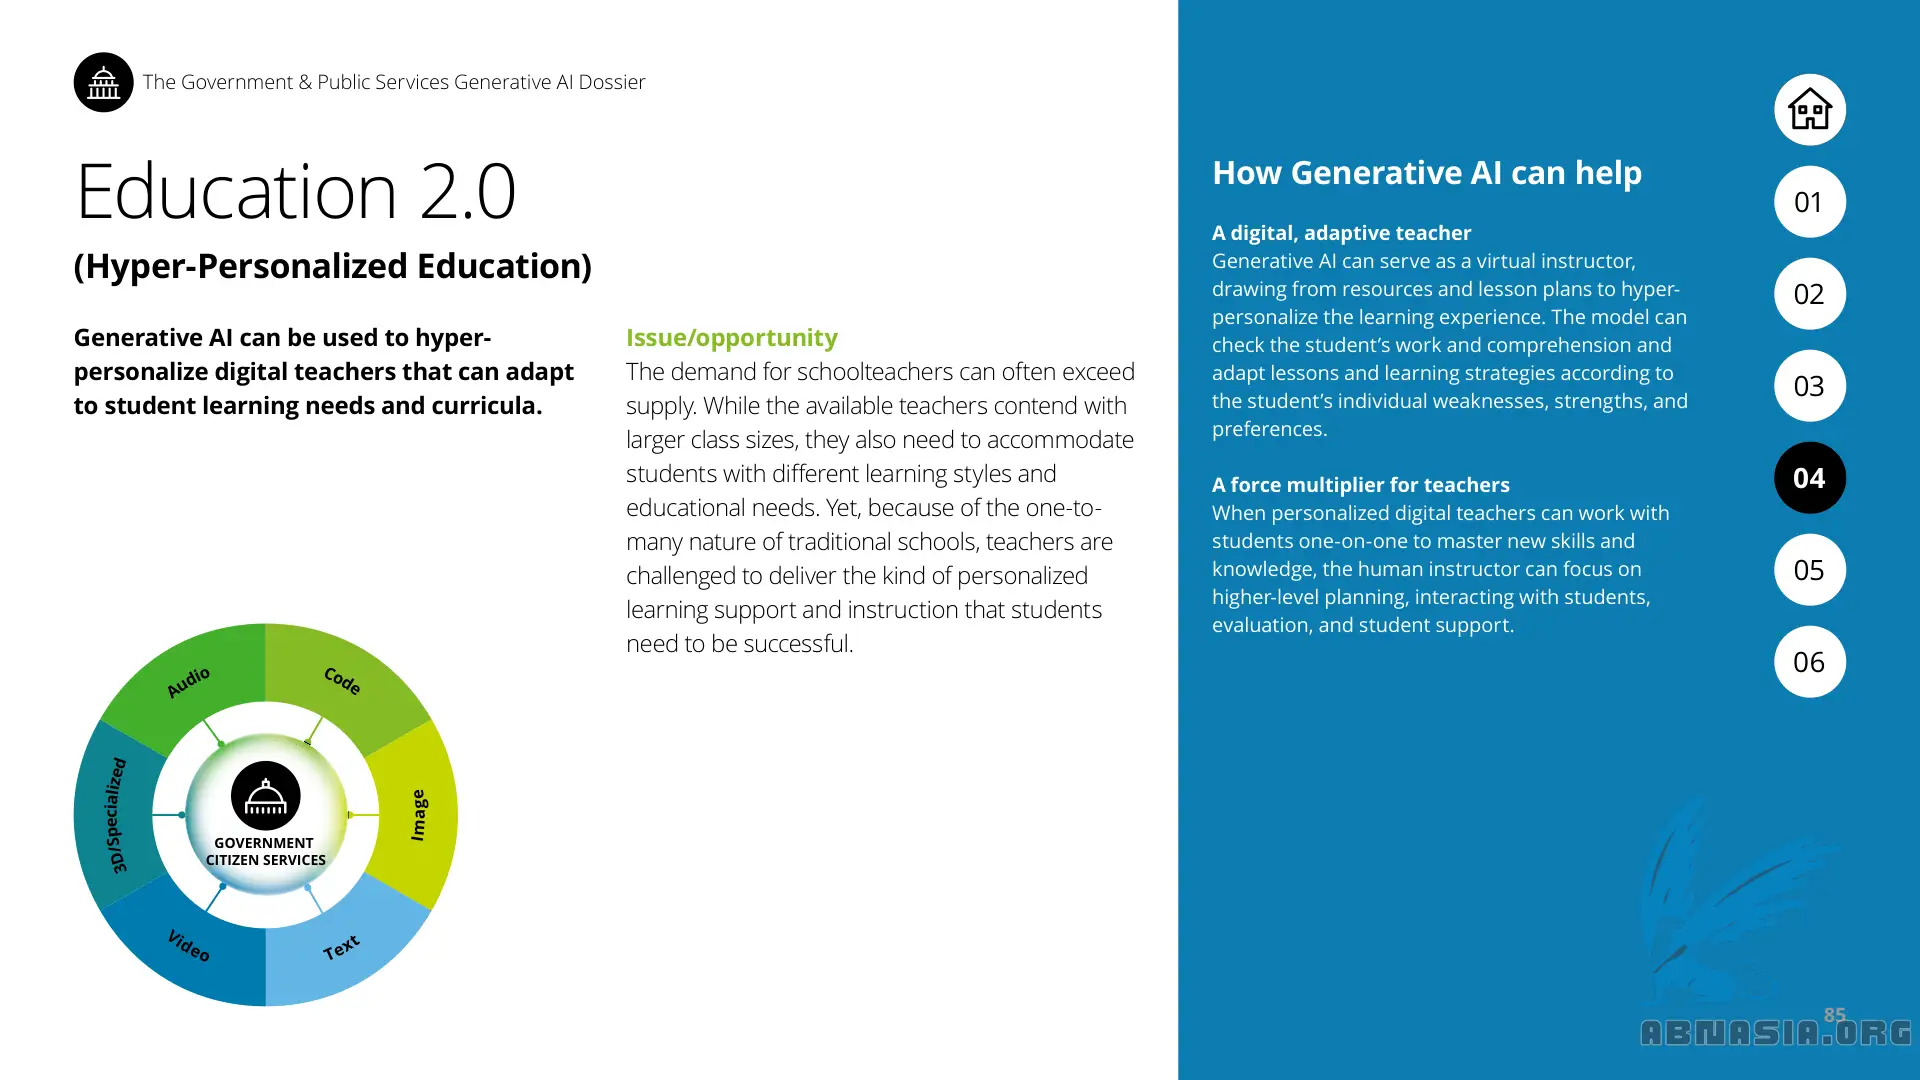 The Government & Public Services Generative AI Dossier
Education 2.0
(Hyper-Personalized Education)
Generative AI can be used to hyper-
personalize digital teachers that can adapt
to student learning needs and curricula.
Issue/opportunity
The demand for schoolteachers can often exceed
supply. While the available teachers contend with
larger class sizes, they also need to accommodate
students with different learning styles and
educational needs. Yet, because of the one-to-
many nature of traditional schools, teachers are
challenged to deliver the kind of personalized
learning support and instruction that students
need to be successful.
Audio
Code
3D/Specialized
Image
GOVERNMENT
CITIZEN SERVICES
Video
Text
How Generative AI can help
A digital, adaptive teacher
Generative AI can serve as a virtual instructor,
drawing from resources and lesson plans to hyper-
personalize the learning experience. The model can
check the student’s work and comprehension and
adapt lessons and learning strategies according to
the student’s individual weaknesses, strengths, and
preferences.
A force multiplier for teachers
When personalized digital teachers can work with
students one-on-one to master new skills and
knowledge, the human instructor can focus on
higher-level planning, interacting with students,
evaluation, and student support.
01
02
03
04
05
06
85
ABNASIA.ORG